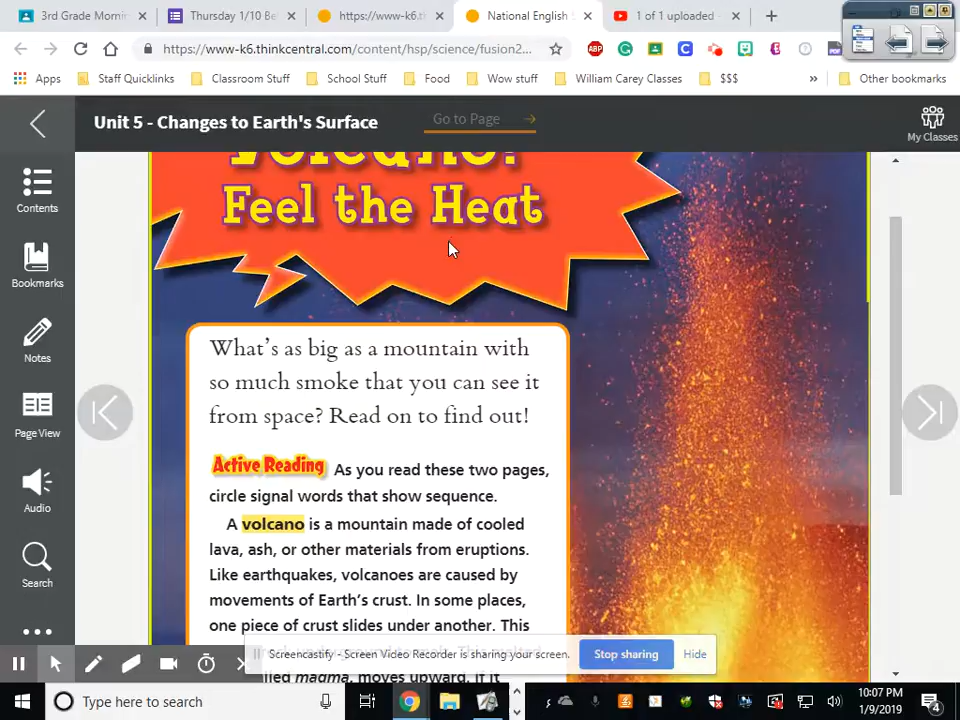 3rd Grade Morni
Thursday 1/10 Be
https://www-k6.t
National English
1 of 1 uploaded -
https://www-k6.thinkcentral.com/content/hsp/science/fusion2...
ABP
Apps
Staff Quicklinks
Classroom Stuff
School Stuff
Food
Wow stuff
William Carey Classes
$$$
»
Other bookmarks
Unit 5 - Changes to Earth's Surface
Go to Page
My Classes
Contents
Bookmarks
Notes
Page View
Audio
Search
Volcano:
Feel the Heat
What's as big as a mountain with
so much smoke that you can see it
from space? Read on to find out!
Active Reading As you read these two pages,
circle signal words that show sequence.
A volcano is a mountain made of cooled
lava, ash, or other materials from eruptions.
Like earthquakes, volcanoes are caused by
movements of Earth's crust. In some places,
one piece of crust slides under another. This
lled magma, moves upward. If it
Screencastify - Screen Video Recorder is sharing your screen.
Stop sharing
Hide
Type here to search
10:07 PM
1/9/2019
4